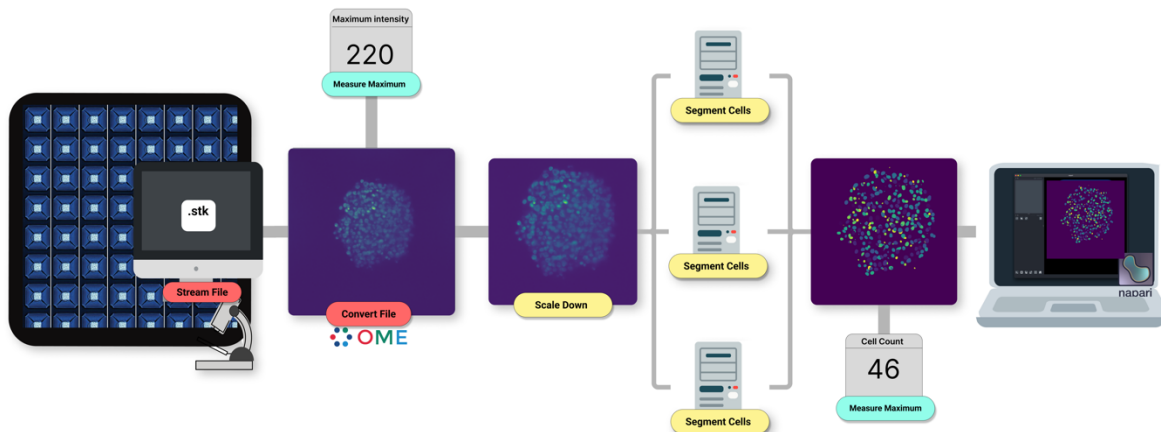 Maximum intensity
220
Measure Maximum
.stk
Stream File
Convert File
OME
Scale Down
Segment Cells
Segment Cells
Segment Cells
Cell Count
46
Measure Maximum
napari